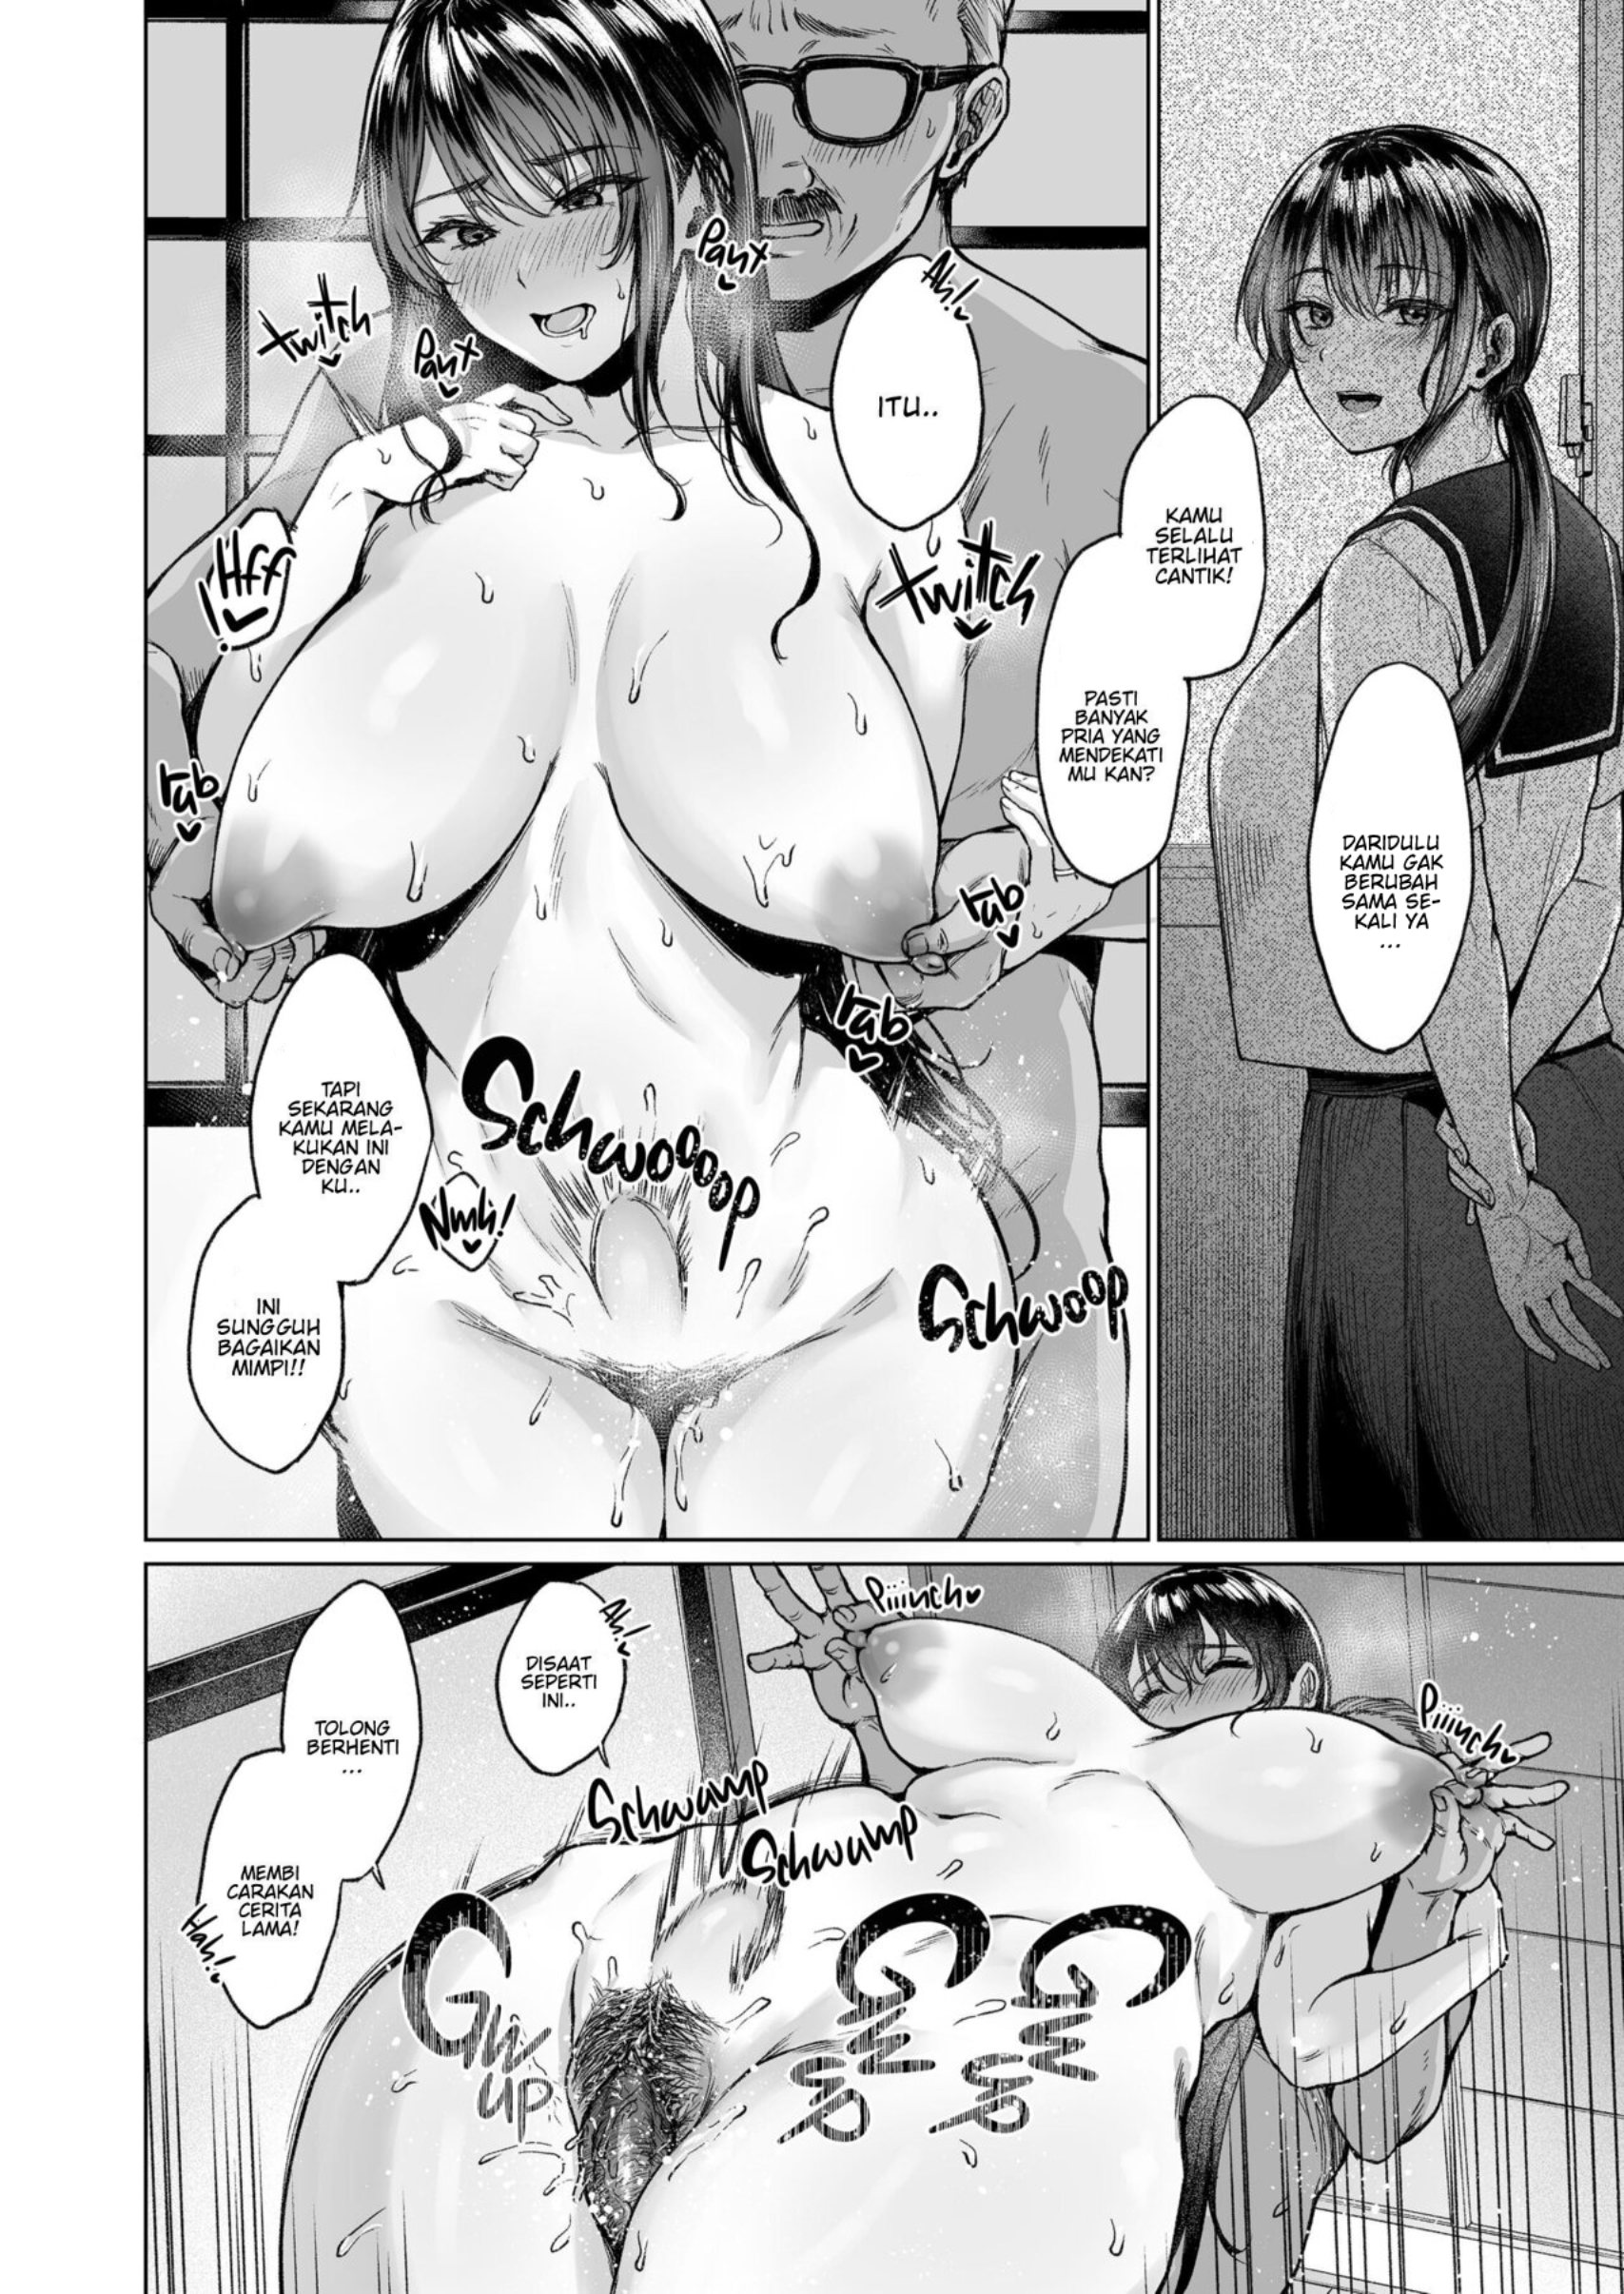 DARIDULU
KAMU GAK
BERUBAH
SAMA SE-
KALI YA
...
KAMU
SELALU
TERLIHAT
CANTIK!
PASTI
BANYAK
PRIA YANG
MENDEKATI
MU KAN?
Ah!
ITU..
Pant
Pant
twitch
twitch
Hff
!
rub
rub
rub
TAPI
SEKARANG
KAMU MELA-
KUKAN INI
DENGAN
KU..
INI
SUNGGUH
BAGAIKAN
MIMPI!!
Nmh!
Schwoooop
Schwoop
Piiinch
Piiinch
Ah!
DISAAT
SEPERTI
INI..
TOLONG
BERHENTI
...
MEMBI
CARAKAN
CERITA
LAMA!
Hah!
Schwump
Schwump